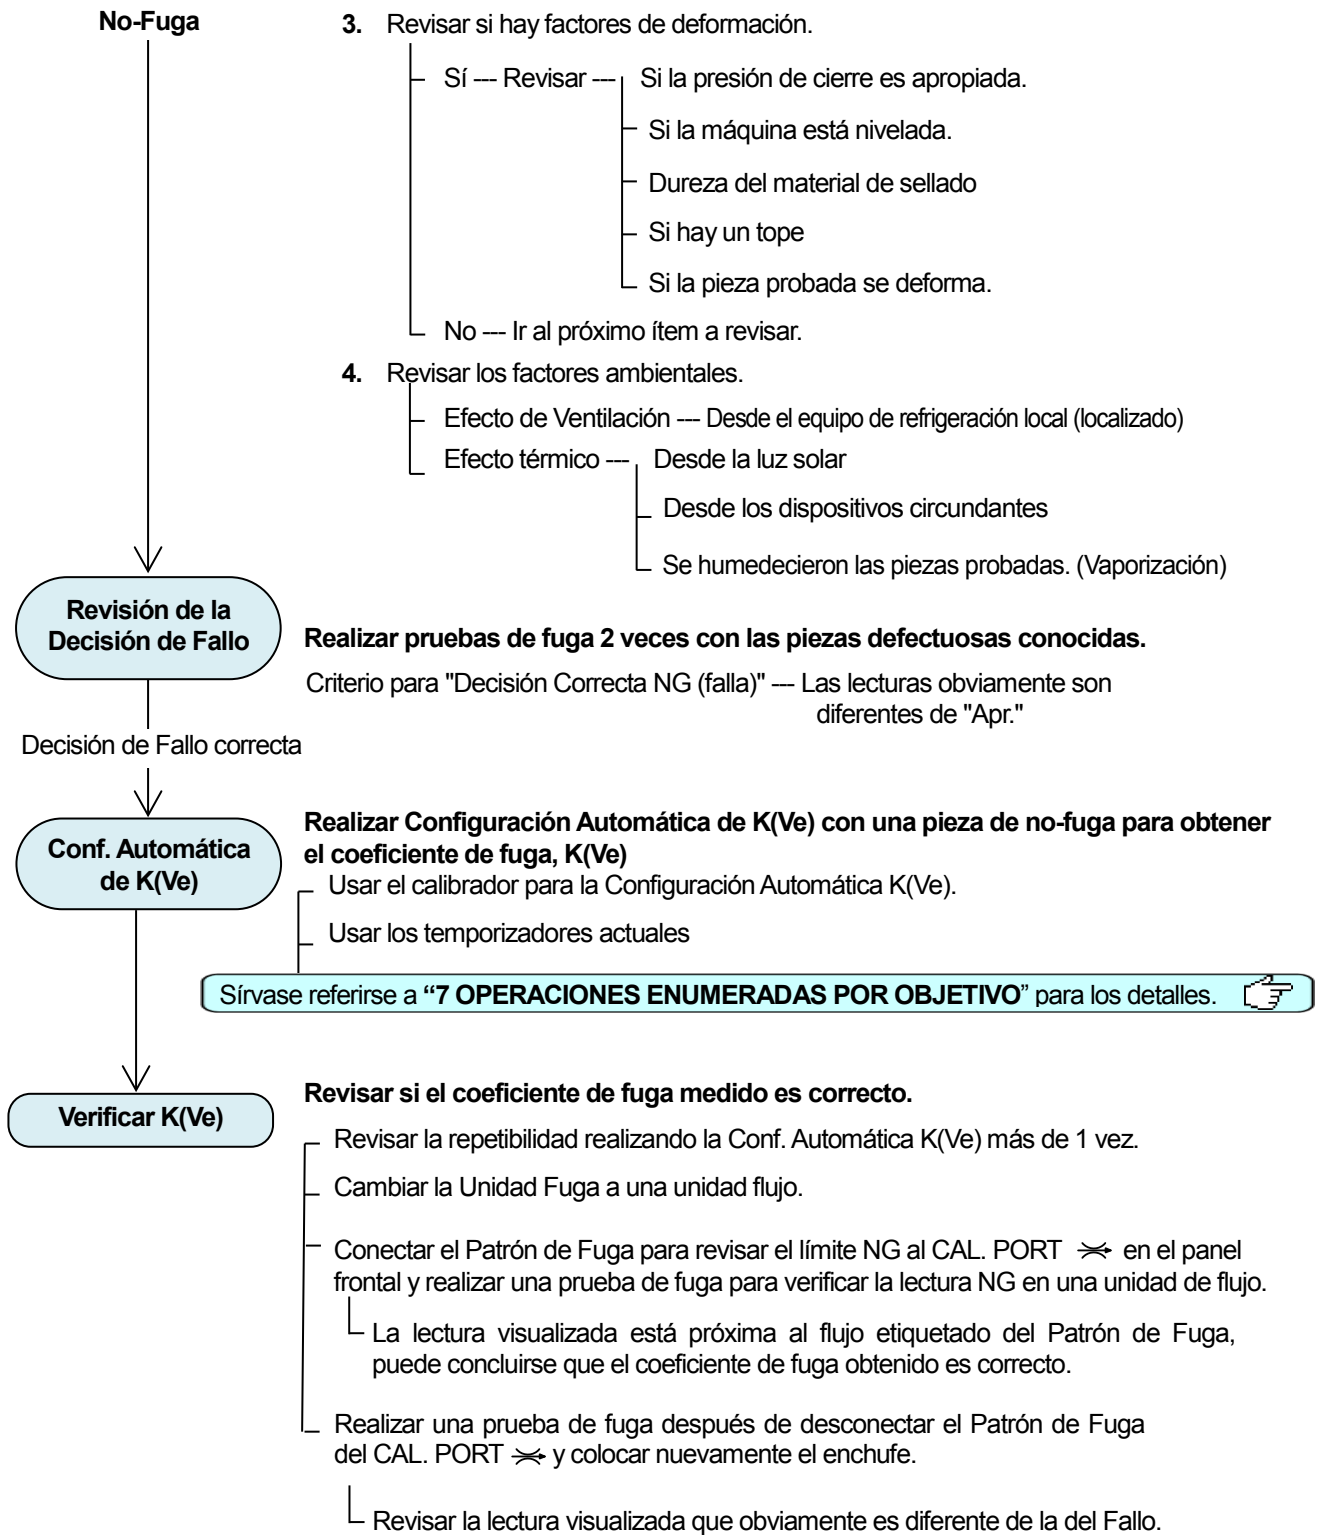 No-Fuga
3. Revisar si hay factores de deformación.
Sí --- Revisar --- Si la presión de cierre es apropiada.
Si la máquina está nivelada.
Dureza del material de sellado
Si hay un tope
Si la pieza probada se deforma.
No --- Ir al próximo ítem a revisar.
4. Revisar los factores ambientales.
Efecto de Ventilación --- Desde el equipo de refrigeración local (localizado)
Efecto térmico --- Desde la luz solar
Desde los dispositivos circundantes
Se humedecieron las piezas probadas. (Vaporización)
Revisión de la
Decisión de Fallo
Realizar pruebas de fuga 2 veces con las piezas defectuosas conocidas.
Criterio para "Decisión Correcta NG (falla)" --- Las lecturas obviamente son
diferentes de "Apr."
Decisión de Fallo correcta
Conf. Automática
de K(Ve)
Realizar Configuración Automática de K(Ve) con una pieza de no-fuga para obtener
el coeficiente de fuga, K(Ve)
Usar el calibrador para la Configuración Automática K(Ve).
Usar los temporizadores actuales
Sírvase referirse a “7 OPERACIONES ENUMERADAS POR OBJETIVO” para los detalles.
Verificar K(Ve)
Revisar si el coeficiente de fuga medido es correcto.
Revisar la repetibilidad realizando la Conf. Automática K(Ve) más de 1 vez.
Cambiar la Unidad Fuga a una unidad flujo.
Conectar el Patrón de Fuga para revisar el límite NG al CAL. PORT en el panel
frontal y realizar una prueba de fuga para verificar la lectura NG en una unidad de flujo.
La lectura visualizada está próxima al flujo etiquetado del Patrón de Fuga,
puede concluirse que el coeficiente de fuga obtenido es correcto.
Realizar una prueba de fuga después de desconectar el Patrón de Fuga
del CAL. PORT y colocar nuevamente el enchufe.
Revisar la lectura visualizada que obviamente es diferente de la del Fallo.